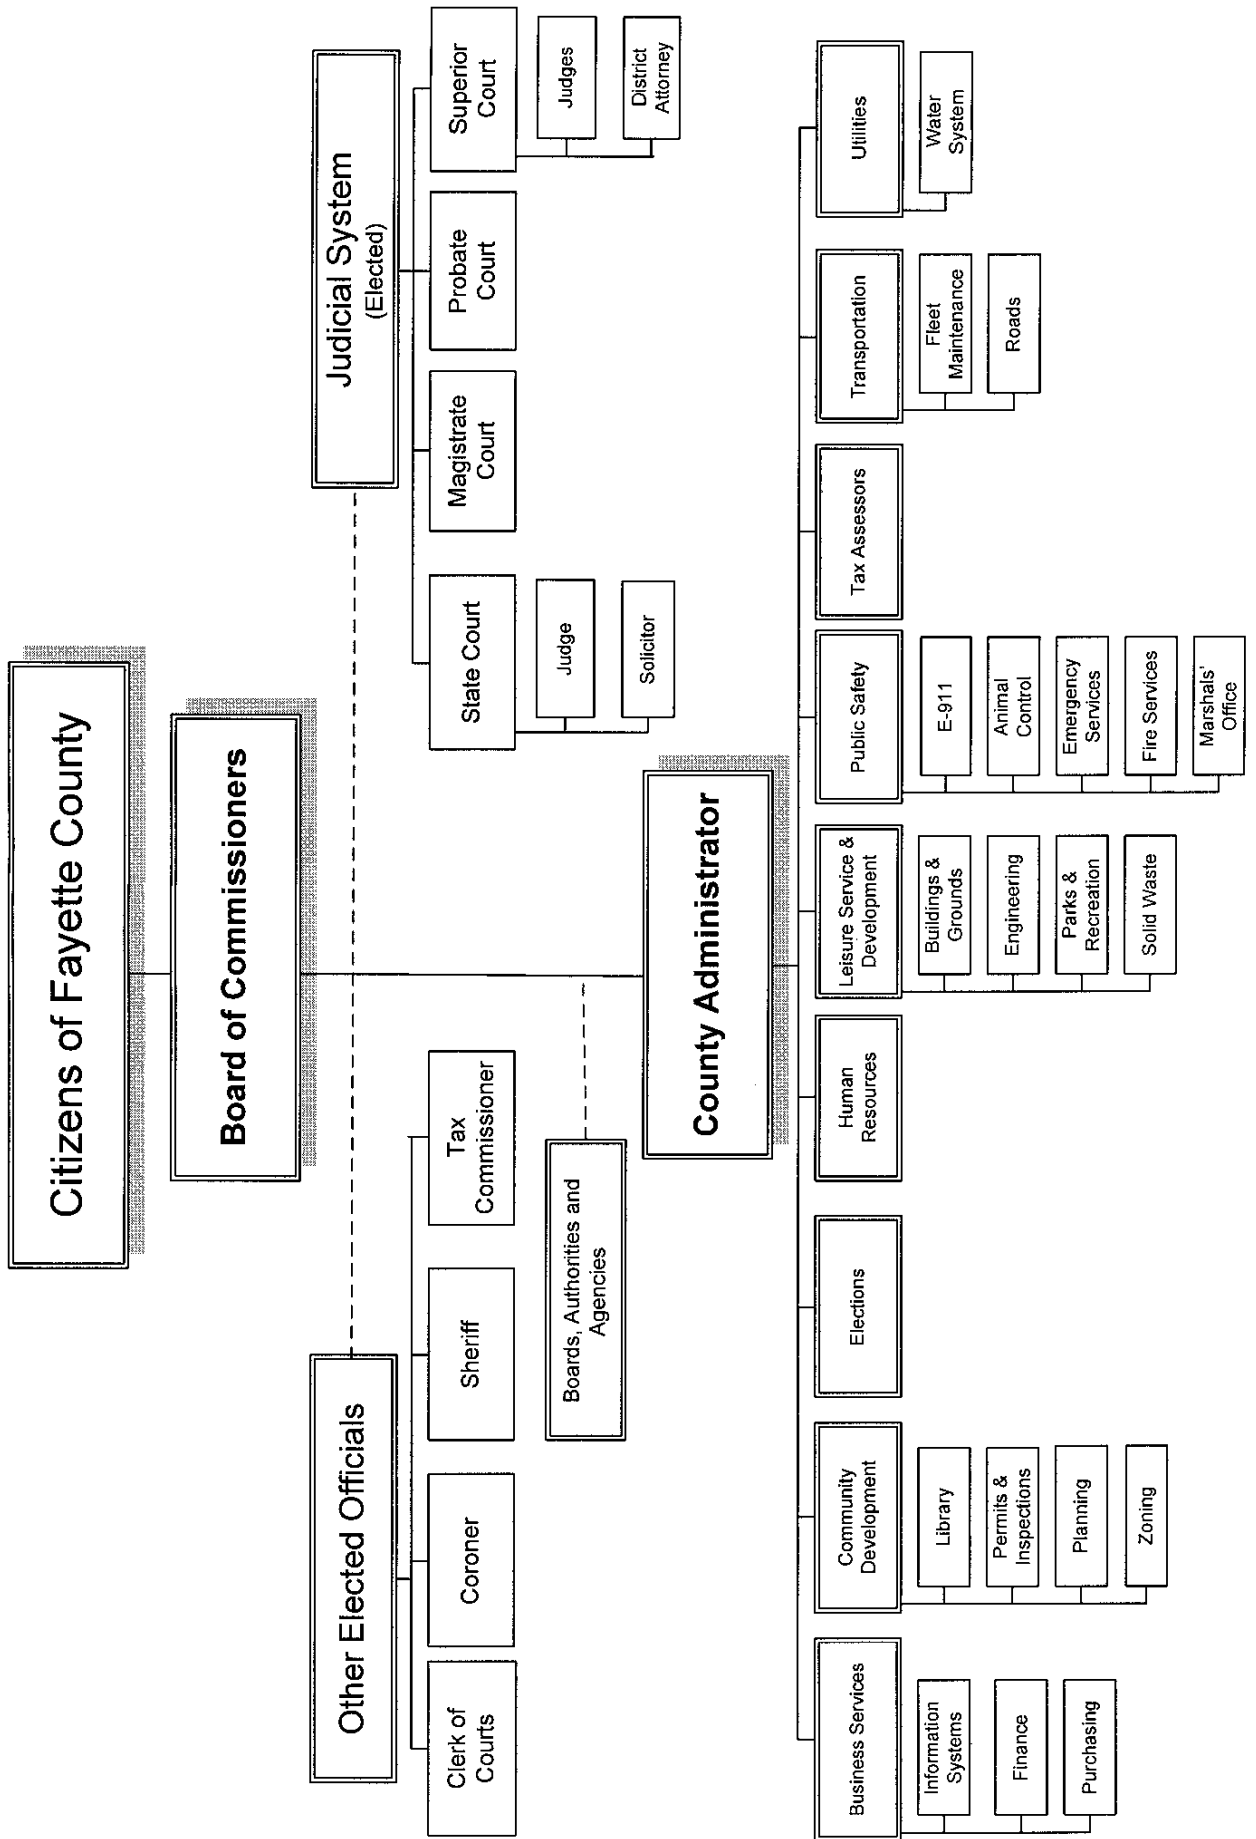 Citizens of Fayette County
Board of Commissioners
Other Elected Officials
Judicial System
(Elected)
Clerk of
Courts
Coroner
Sheriff
Tax
Commissioner
State Court
Magistrate
Court
Probate
Court
Superior
Court
Judge
Solicitor
Judges
District
Attorney
Boards, Authorities and
Agencies
County Administrator
Business Services
Information
Systems
Finance
Purchasing
Community
Development
Library
Permits &
Inspections
Planning
Zoning
Elections
Human
Resources
Leisure Service &
Development
Buildings &
Grounds
Engineering
Parks &
Recreation
Solid Waste
Public Safety
E-911
Animal
Control
Emergency
Services
Fire Services
Marshals'
Office
Tax Assessors
Transportation
Fleet
Maintenance
Roads
Utilities
Water
System